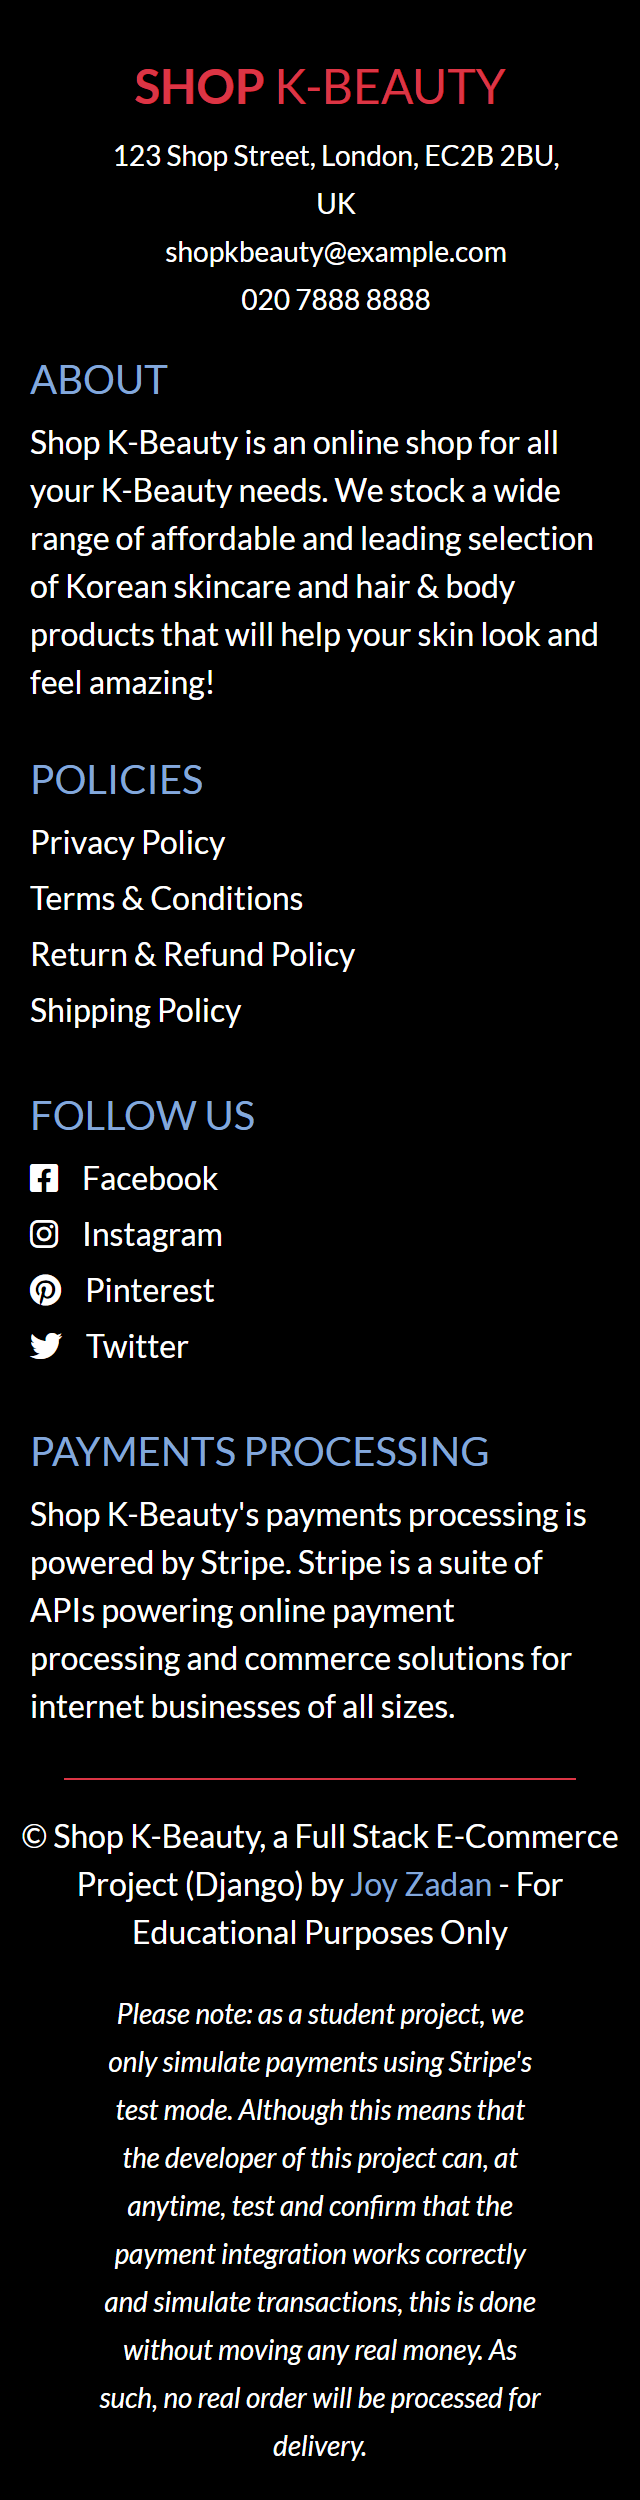 SHOP K-BEAUTY
123 Shop Street, London, EC2B 2BU,
UK
shopkbeauty@example.com
020 7888 8888
ABOUT
Shop K-Beauty is an online shop for all
your K-Beauty needs. We stock a wide
range of affordable and leading selection
of Korean skincare and hair & body
products that will help your skin look and
feel amazing!
POLICIES
Privacy Policy
Terms & Conditions
Return & Refund Policy
Shipping Policy
FOLLOW US
Facebook
Instagram
Pinterest
Twitter
PAYMENTS PROCESSING
Shop K-Beauty's payments processing is
powered by Stripe. Stripe is a suite of
APIs powering online payment
processing and commerce solutions for
internet businesses of all sizes.
© Shop K-Beauty, a Full Stack E-Commerce
Project (Django) by Joy Zadan - For
Educational Purposes Only
Please note: as a student project, we
only simulate payments using Stripe's
test mode. Although this means that
the developer of this project can, at
anytime, test and confirm that the
payment integration works correctly
and simulate transactions, this is done
without moving any real money. As
such, no real order will be processed for
delivery.